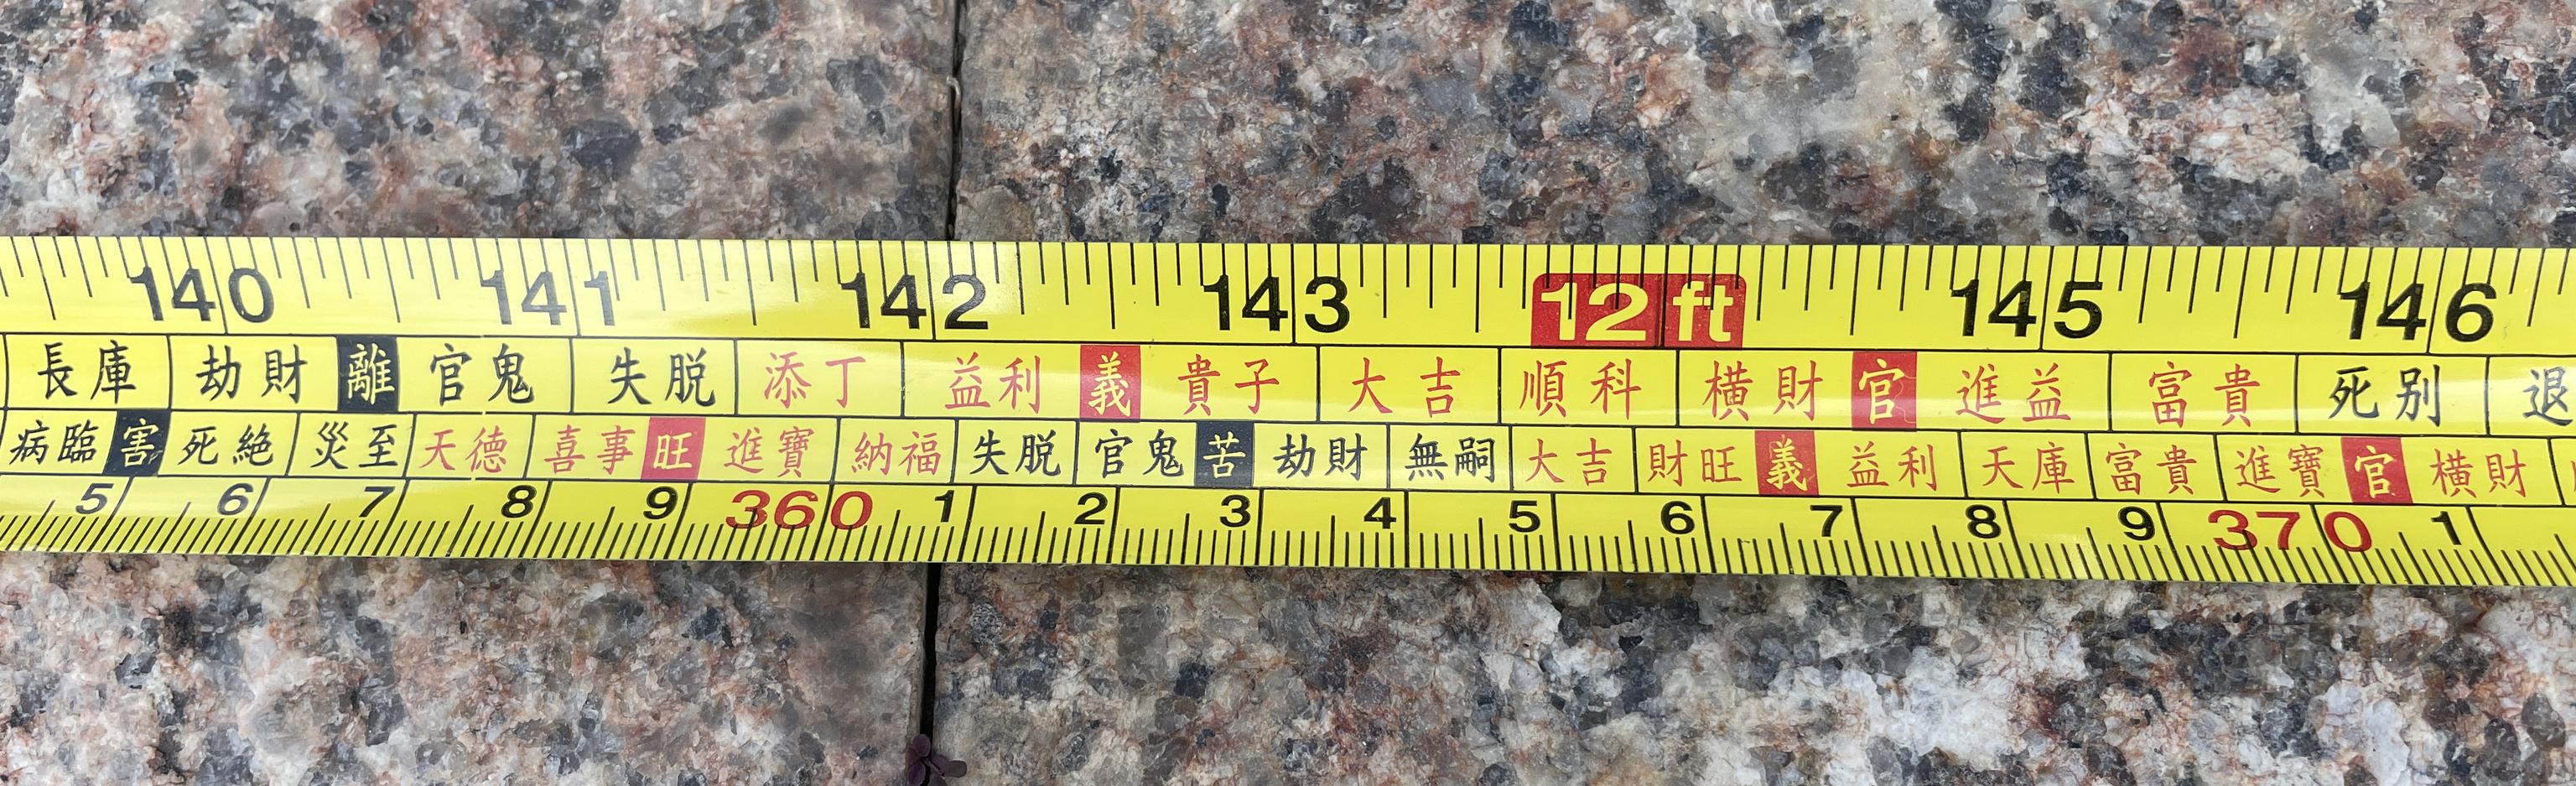 140 141 142 143 12 ft 145 146
長庫 劫財 離 官鬼 失脱 添丁 益利 義 貴子 大吉 順科 橫財 官 進益 富貴 死別 退
病臨 害 死絶 災至 天德 喜事 旺 進寶 納福 失脱 官鬼 苦 劫財 無嗣 大吉 財旺 義 益利 天庫 富貴 進寶 官 橫財
5 6 7 8 9 360 1 2 3 4 5 6 7 8 9 370 1